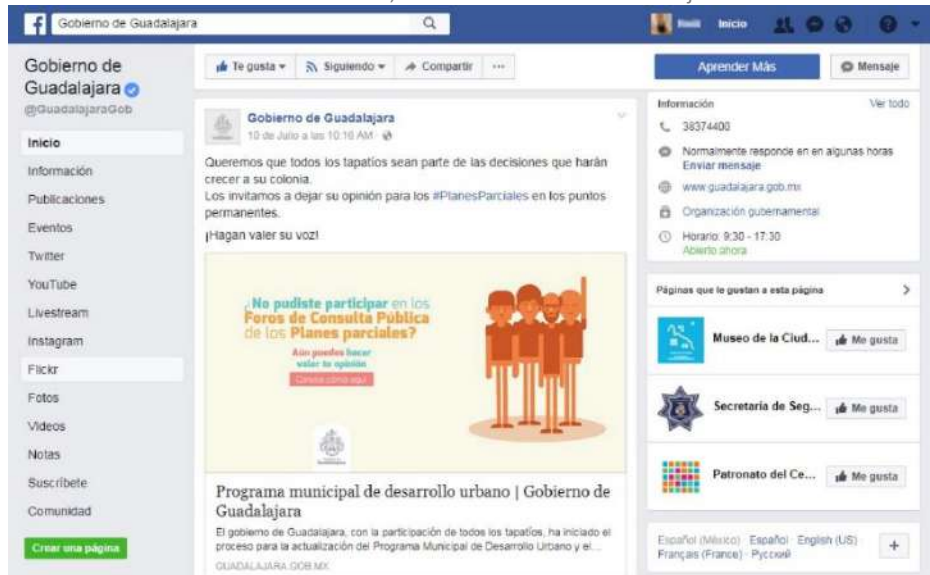 Gobierno de Guadalajara
Inicio
Gobierno de
Guadalajara
@GuadalajaraGob
Inicio
Información
Publicaciones
Eventos
Twitter
YouTube
Livestream
Instagram
Flickr
Fotos
Videos
Notas
Suscríbete
Comunidad
Crear una página
Te gusta
Siguiendo
Compartir
Gobierno de Guadalajara
10 de Julio a las 10:16 AM
Queremos que todos los tapatíos sean parte de las decisiones que harán
crecer a su colonia.
Los invitamos a dejar su opinión para los #PlanesParciales en los puntos
permanentes.
¡Hagan valer su voz!
¿No pudiste participar en los
Foros de Consulta Pública
de los Planes parciales?
Aún puedes hacer
valer tu opinión
Conoce cómo aquí
Programa municipal de desarrollo urbano | Gobierno de
Guadalajara
El gobierno de Guadalajara, con la participación de todos los tapatíos, ha iniciado el
proceso para la actualización del Programa Municipal de Desarrollo Urbano y el...
GUADALAJARA.GOB.MX
Aprender Más
Mensaje
Información
Ver todo
38374400
Normalmente responde en en algunas horas
Enviar mensaje
www.guadalajara.gob.mx
Organización gubernamental
Horario: 9:30 - 17:30
Abierto ahora
Páginas que le gustan a esta página
Museo de la Ciud...
Me gusta
Secretaría de Seg...
Me gusta
Patronato del Ce...
Me gusta
Español (México) · Español · English (US) ·
Français (France) · Русский